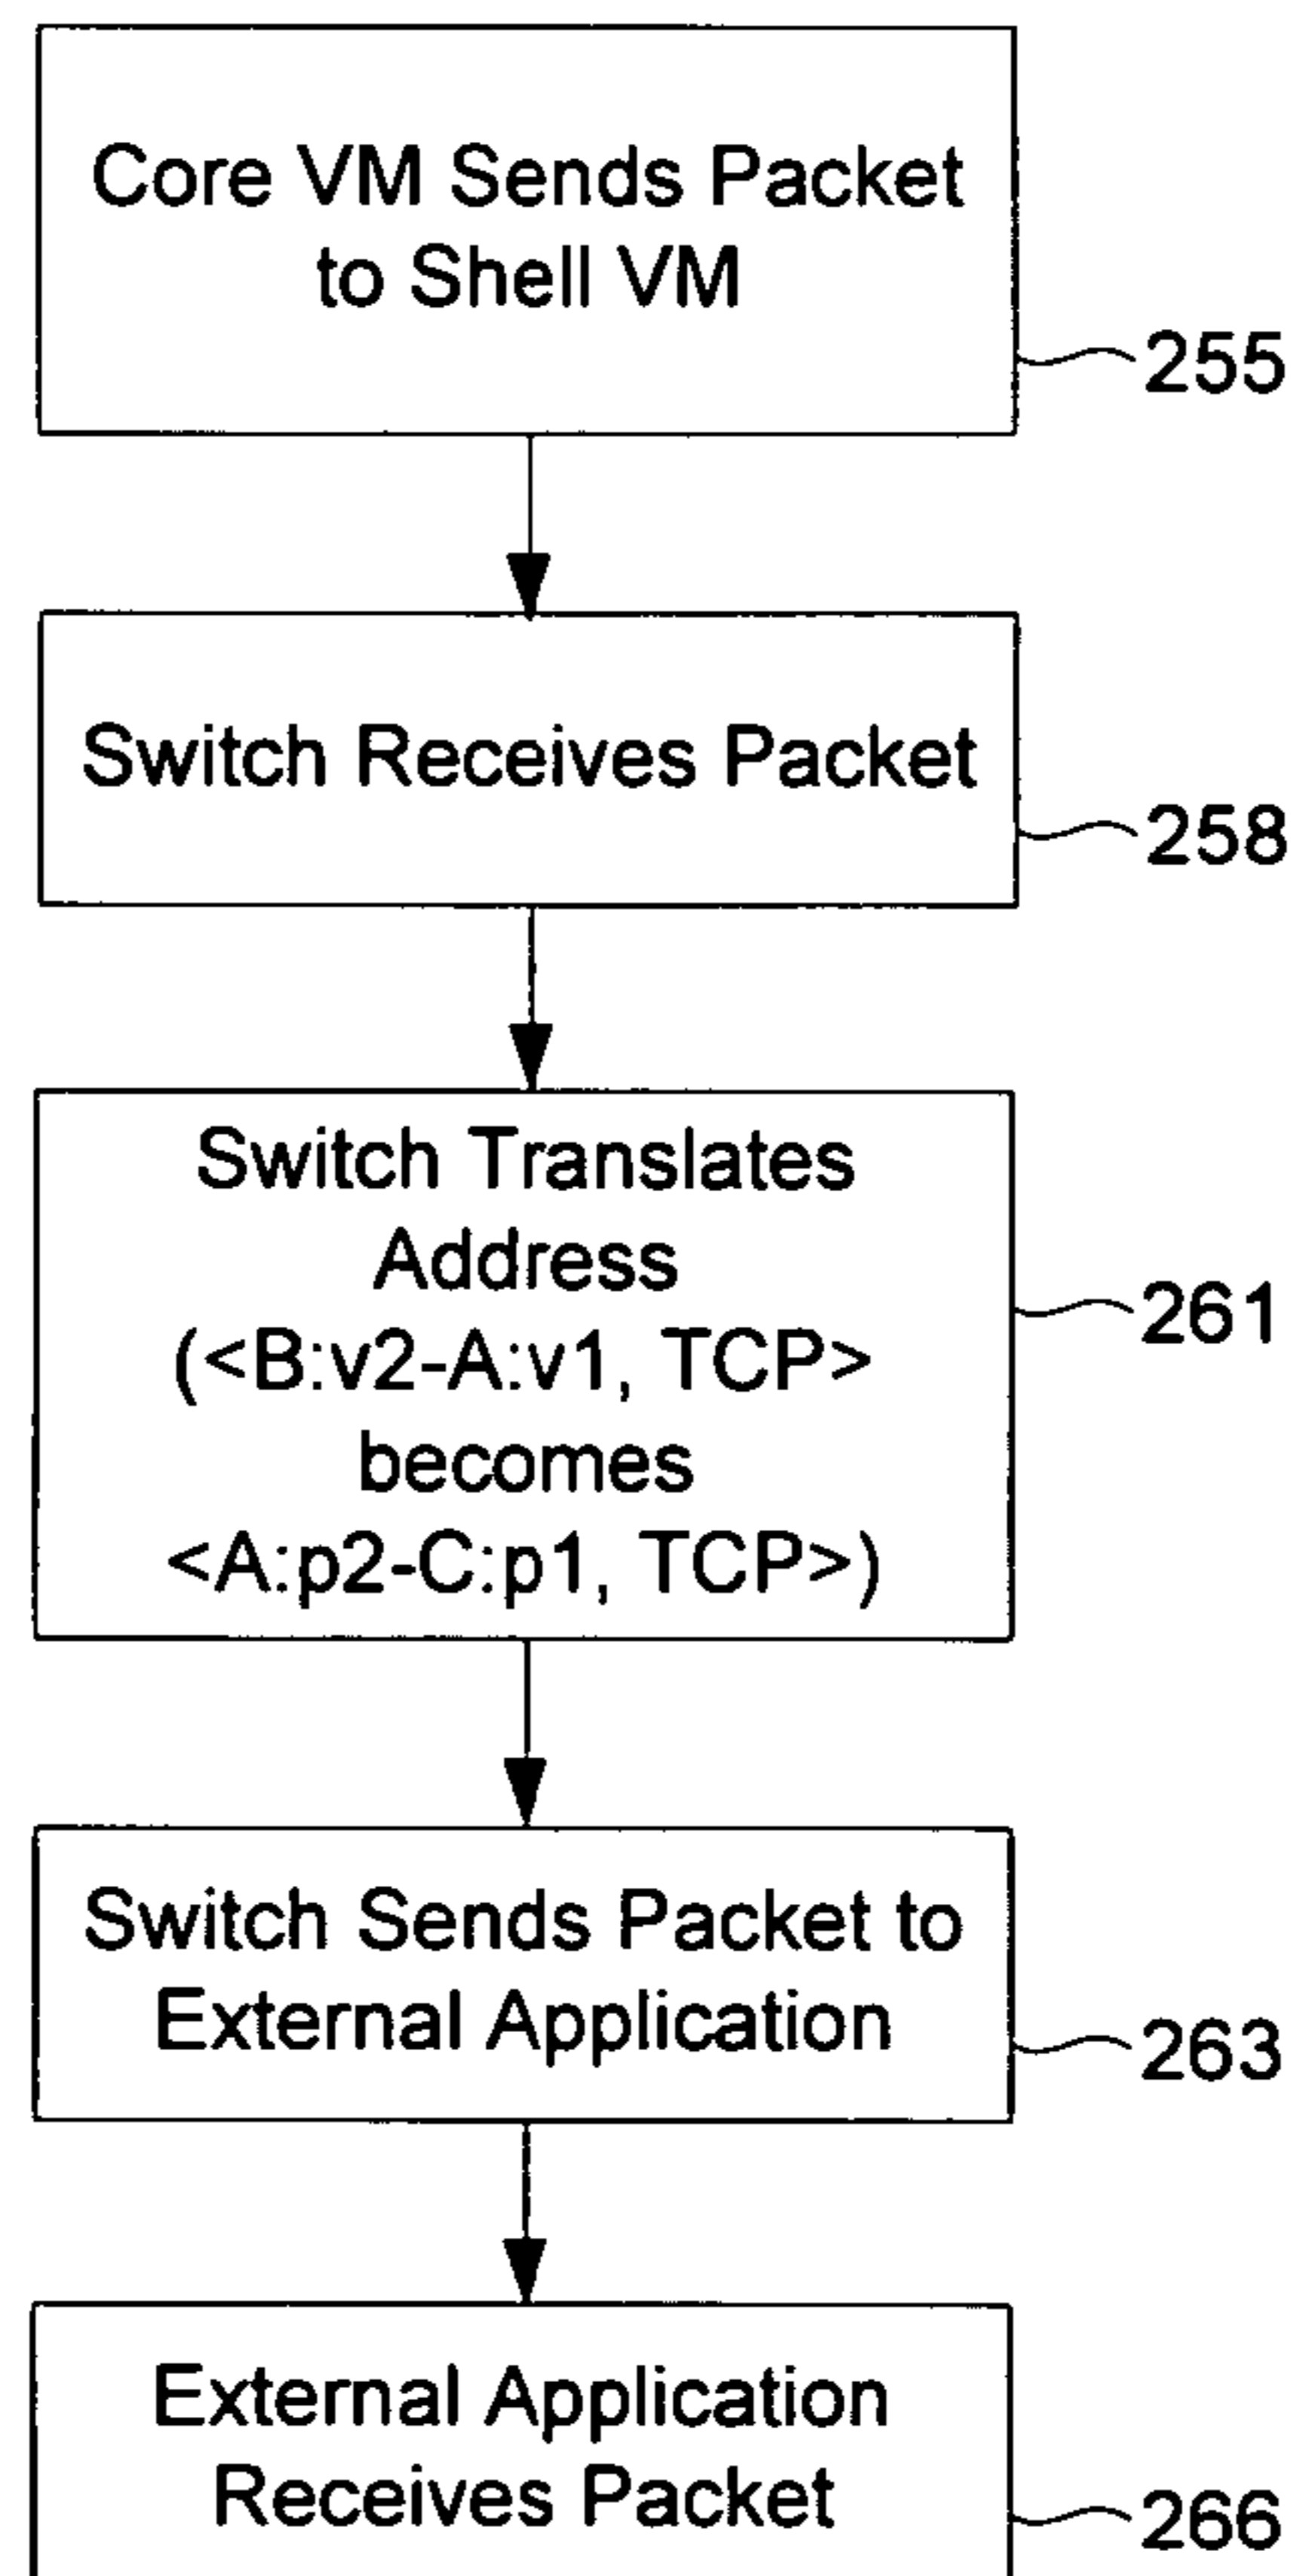 Core VM Sends Packet
to Shell VM
255
Switch Receives Packet
258
Switch Translates
Address
(<B:v2-A:v1, TCP>
becomes
<A:p2-C:p1, TCP>)
261
Switch Sends Packet to
External Application
263
External Application
Receives Packet
266